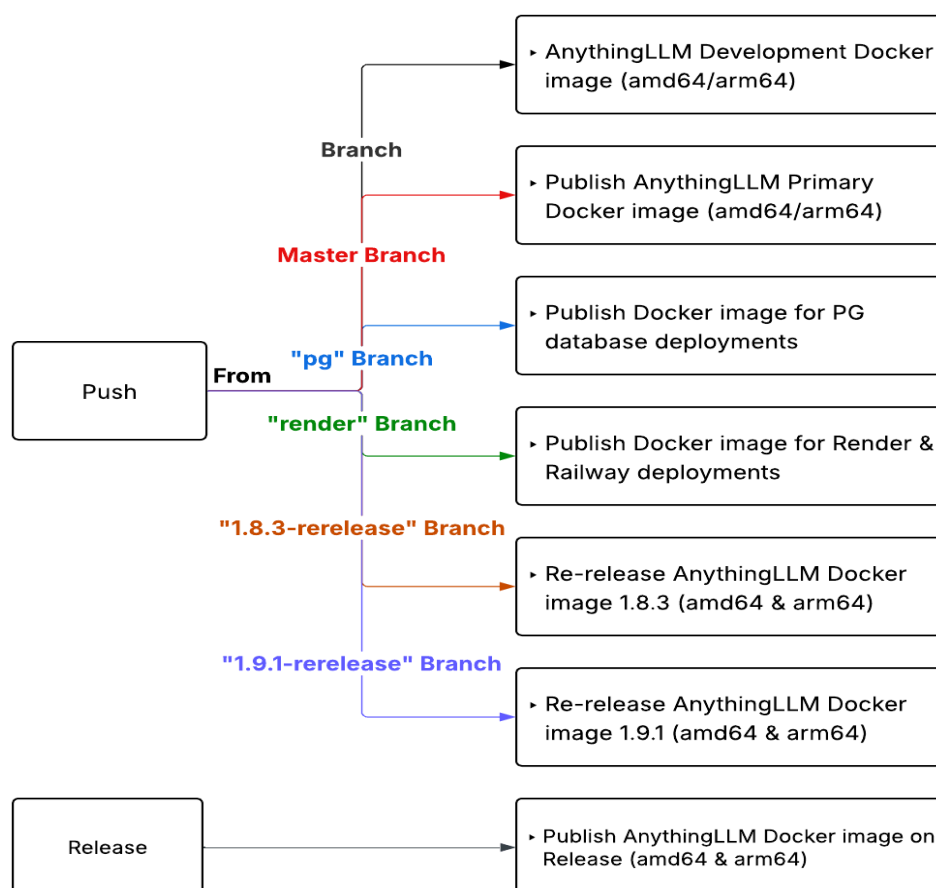 ‣ AnythingLLM Development Docker
image (amd64/arm64)
Branch
‣ Publish AnythingLLM Primary
Docker image (amd64/arm64)
Master Branch
‣ Publish Docker image for PG
database deployments
"pg" Branch
Push
From
"render" Branch
‣ Publish Docker image for Render &
Railway deployments
"1.8.3-rerelease" Branch
‣ Re-release AnythingLLM Docker
image 1.8.3 (amd64 & arm64)
"1.9.1-rerelease" Branch
‣ Re-release AnythingLLM Docker
image 1.9.1 (amd64 & arm64)
Release
‣ Publish AnythingLLM Docker image on
Release (amd64 & arm64)